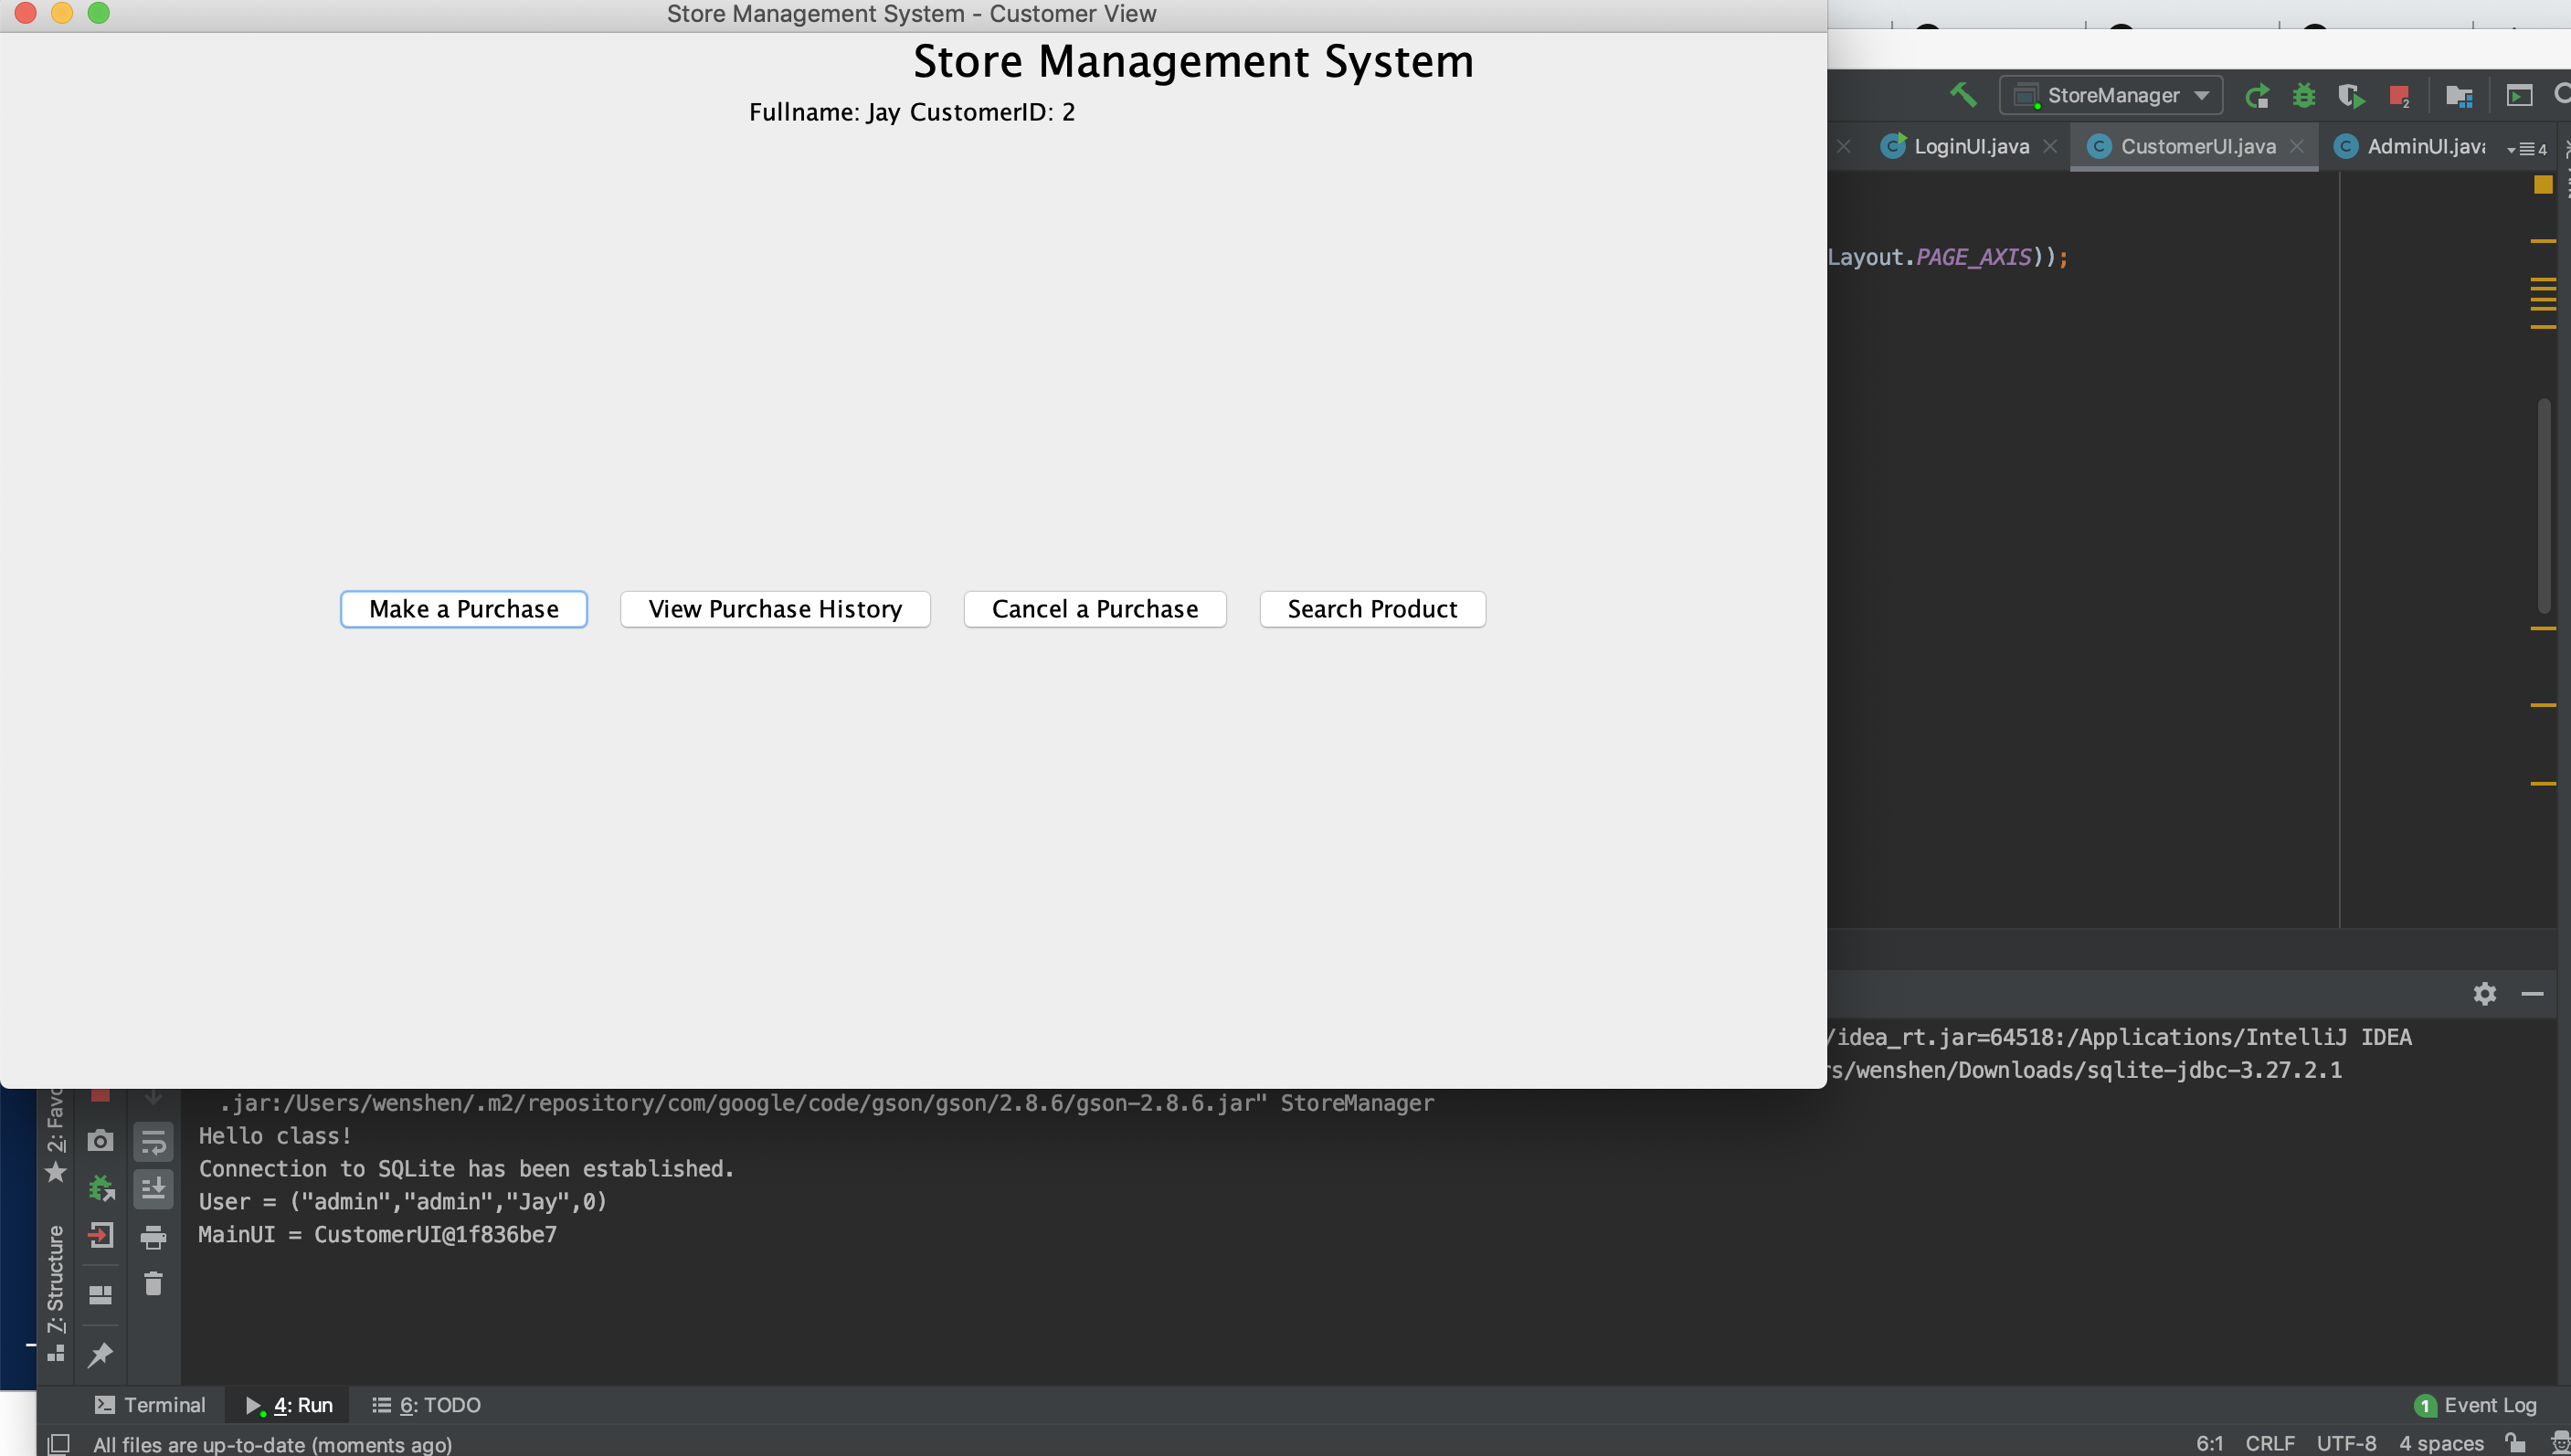 Store Management System - Customer View
Store Management System
Fullname: Jay CustomerID: 2
Make a Purchase
View Purchase History
Cancel a Purchase
Search Product
StoreManager
2
LoginUI.java
CustomerUI.java
AdminUI.java
4
Layout.PAGE_AXIS));
/idea_rt.jar=64518:/Applications/IntelliJ IDEA
rs/wenshen/Downloads/sqlite-jdbc-3.27.2.1
.jar:/Users/wenshen/.m2/repository/com/google/code/gson/gson/2.8.6/gson-2.8.6.jar" StoreManager
Hello class!
Connection to SQLite has been established.
User = ("admin","admin","Jay",0)
MainUI = CustomerUI@1f836be7
2: Favo
Z: Structure
Terminal
4: Run
6: TODO
1 Event Log
All files are up-to-date (moments ago)
6:1 CRLF UTF-8 4 spaces